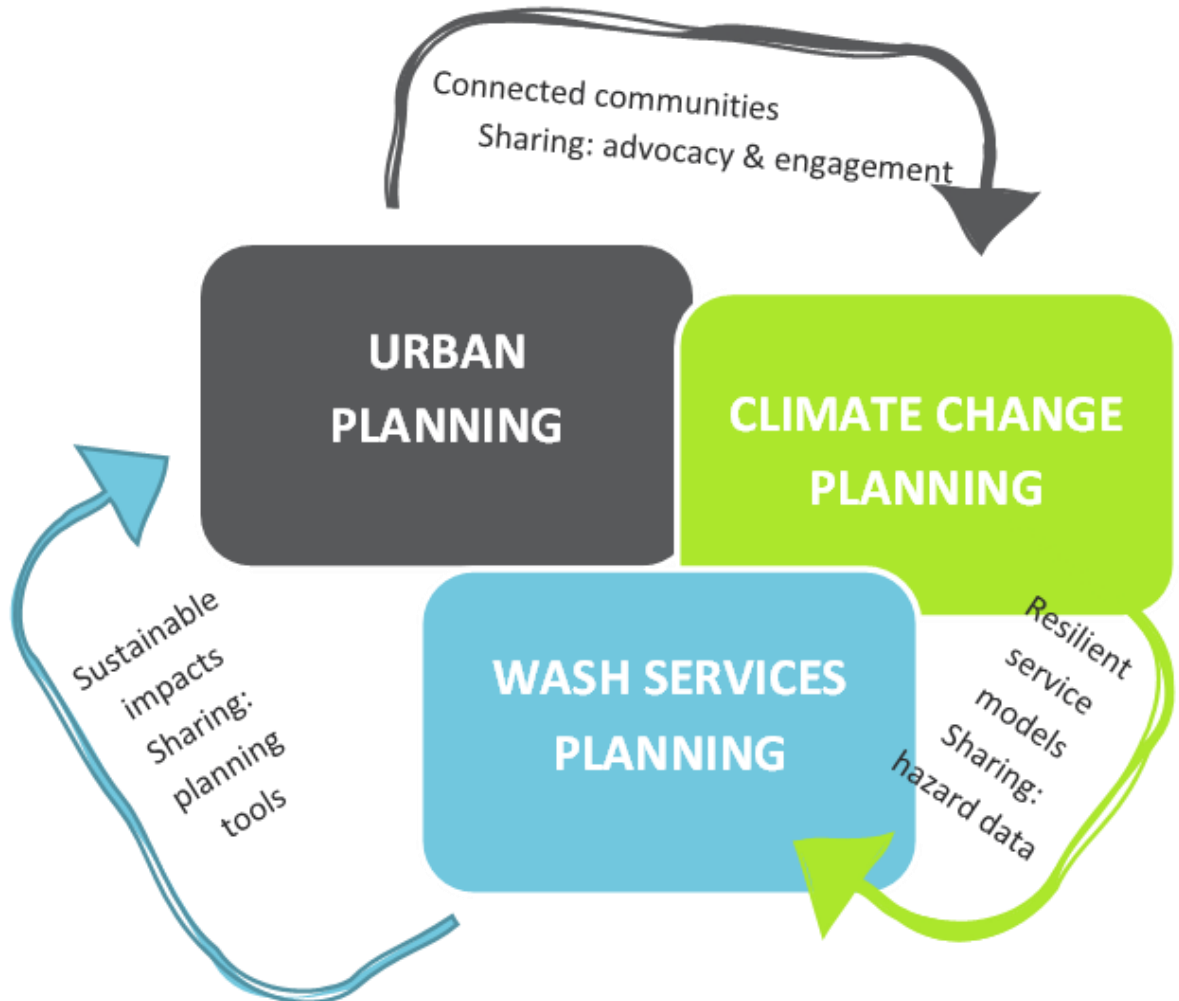 Connected communities
Sharing: advocacy & engagement
URBAN
PLANNING
CLIMATE CHANGE
PLANNING
WASH SERVICES
PLANNING
Resilient
service
models
Sharing:
hazard data
Sustainable
impacts
Sharing:
planning
tools